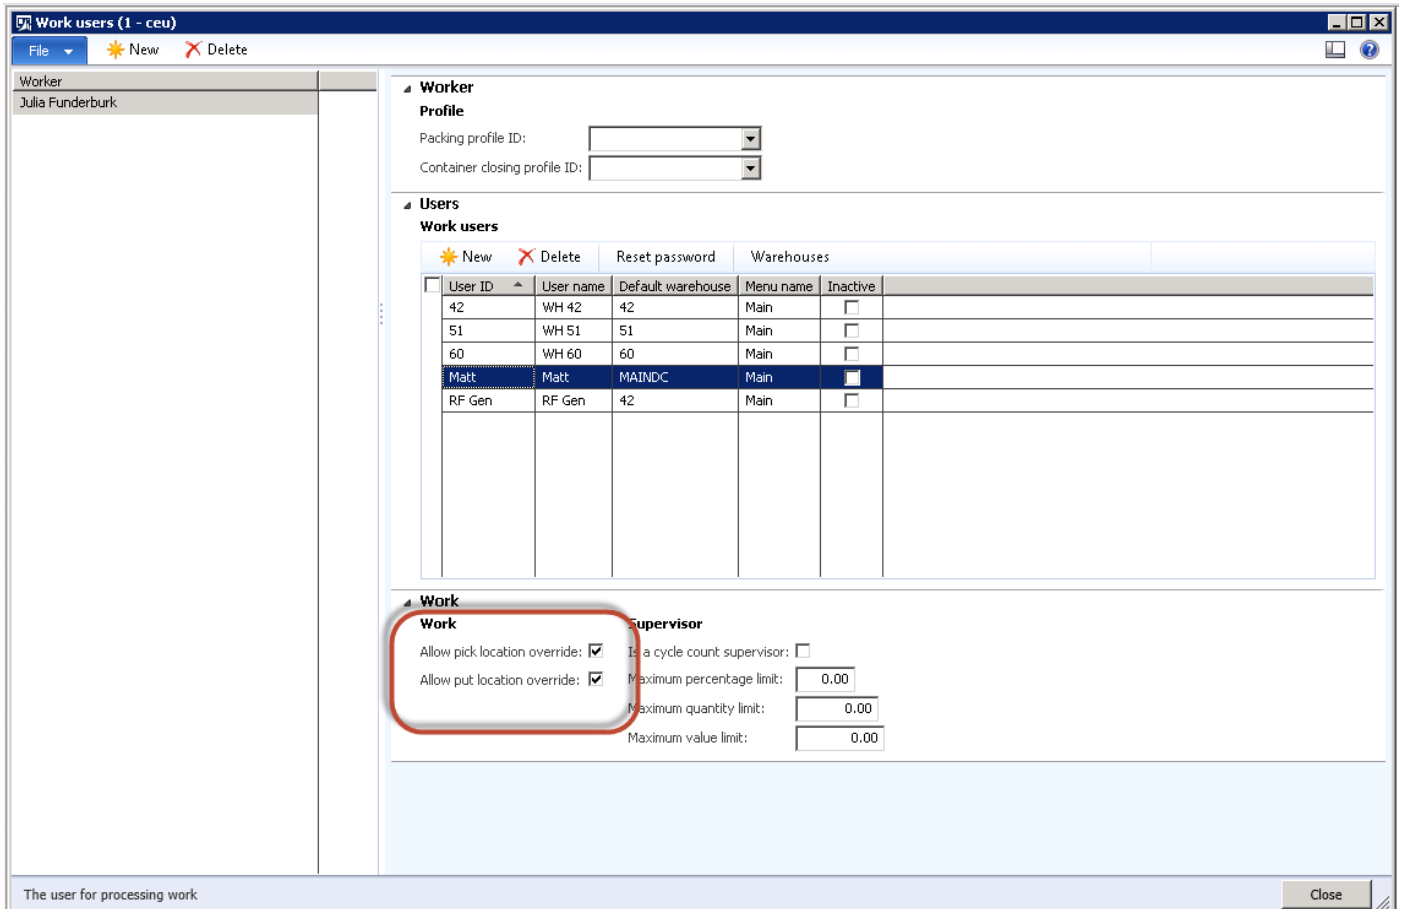 Work users (1 - ceu)
File New Delete
Worker
Julia Funderburk
Worker
Profile
Packing profile ID:
Container closing profile ID:
Users
Work users
New Delete Reset password Warehouses
User ID User name Default warehouse Menu name Inactive
42 WH 42 42 Main
51 WH 51 51 Main
60 WH 60 60 Main
Matt Matt MAINDC Main
RF Gen RF Gen 42 Main
Work
Work Supervisor
Allow pick location override: Is a cycle count supervisor:
Allow put location override: Maximum percentage limit: 0.00
Maximum quantity limit: 0.00
Maximum value limit: 0.00
The user for processing work Close